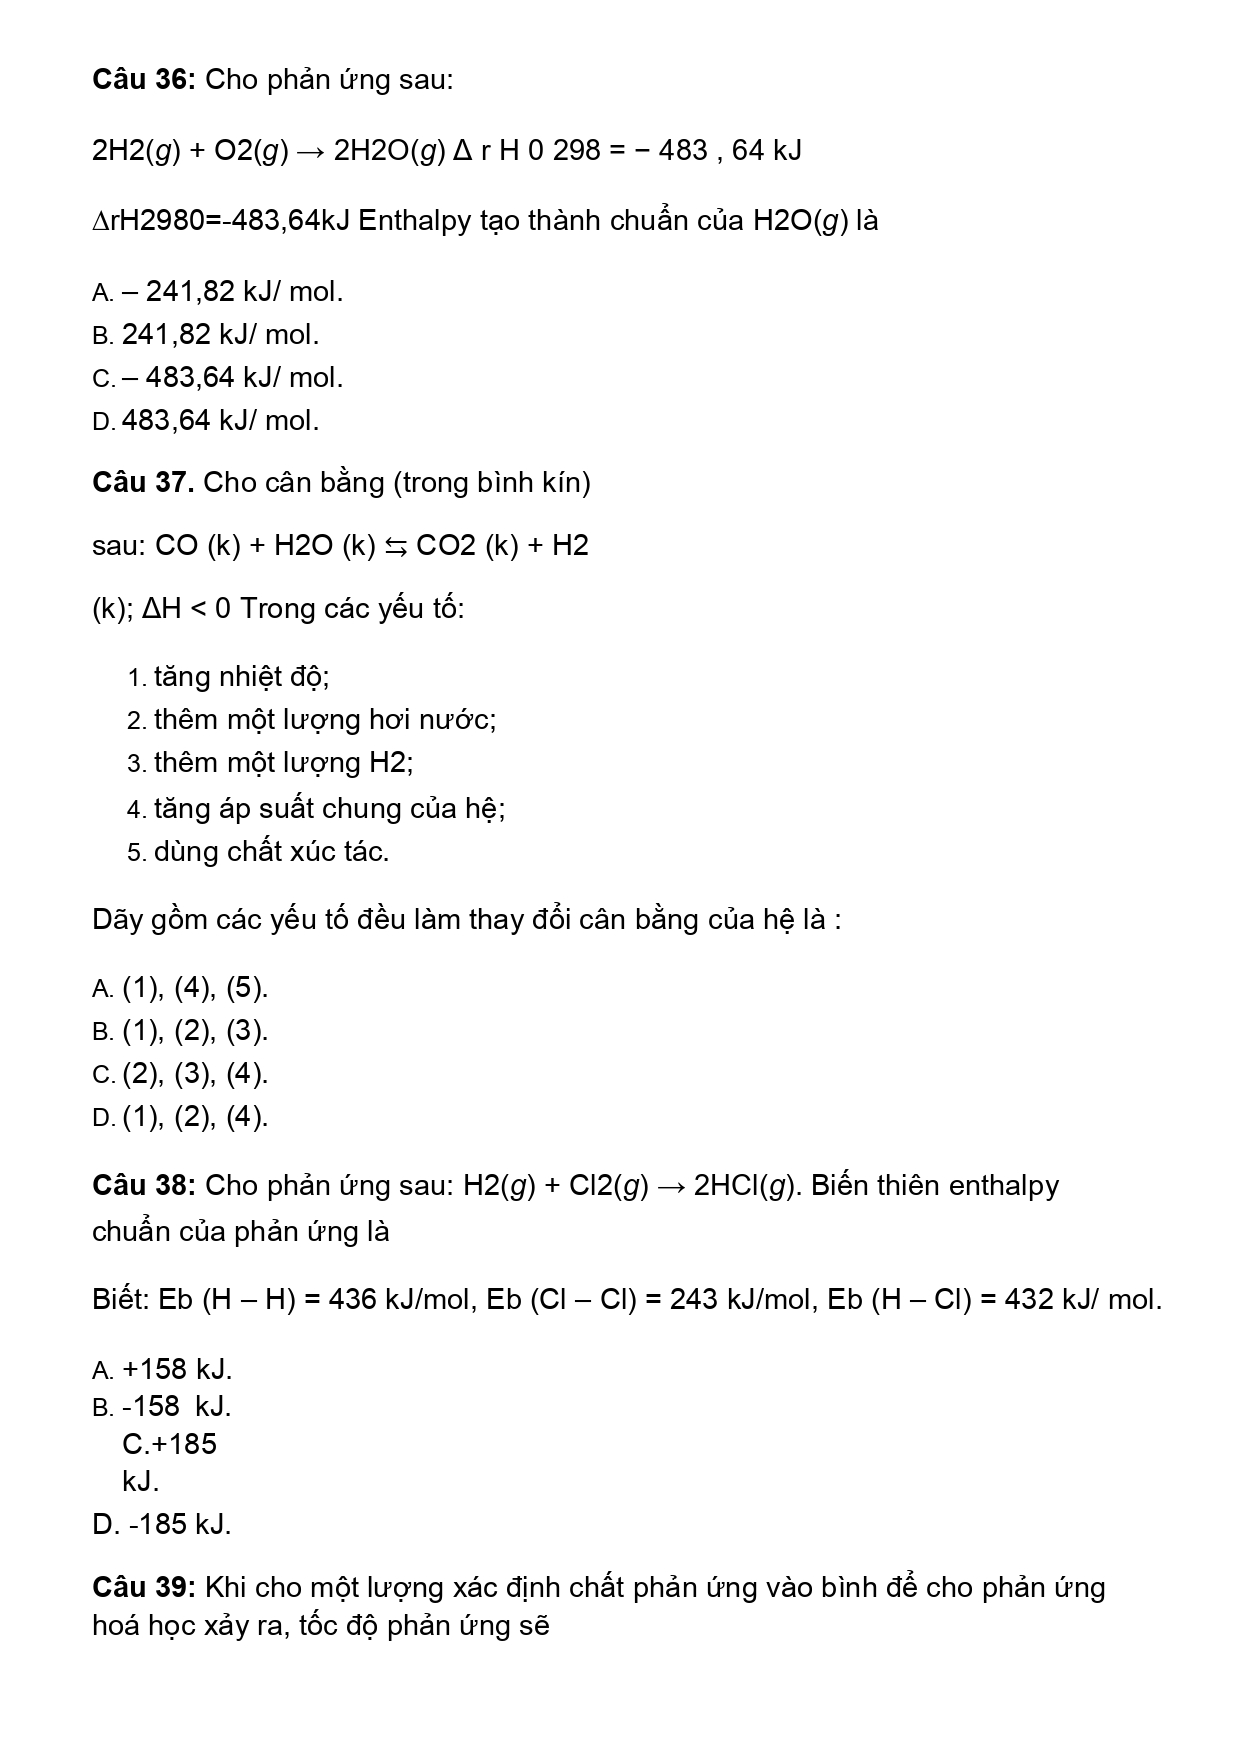 Câu 36: Cho phản ứng sau:
2H2(g) + O2(g) → 2H2O(g) Δ r H 0 298 = − 483 , 64 kJ
∆rH2980=-483,64kJ Enthalpy tạo thành chuẩn của H2O(g) là
A. – 241,82 kJ/ mol.
B. 241,82 kJ/ mol.
C. – 483,64 kJ/ mol.
D. 483,64 kJ/ mol.
Câu 37. Cho cân bằng (trong bình kín)
sau: CO (k) + H2O (k) ⇆ CO2 (k) + H2
(k); ΔH < 0 Trong các yếu tố:
1. tăng nhiệt độ;
2. thêm một lượng hơi nước;
3. thêm một lượng H2;
4. tăng áp suất chung của hệ;
5. dùng chất xúc tác.
Dãy gồm các yếu tố đều làm thay đổi cân bằng của hệ là :
A. (1), (4), (5).
B. (1), (2), (3).
C. (2), (3), (4).
D. (1), (2), (4).
Câu 38: Cho phản ứng sau: H2(g) + Cl2(g) → 2HCl(g). Biến thiên enthalpy
chuẩn của phản ứng là
Biết: Eb (H – H) = 436 kJ/mol, Eb (Cl – Cl) = 243 kJ/mol, Eb (H – Cl) = 432 kJ/ mol.
A. +158 kJ.
B. -158 kJ.
C.+185
kJ.
D. -185 kJ.
Câu 39: Khi cho một lượng xác định chất phản ứng vào bình để cho phản ứng
hoá học xảy ra, tốc độ phản ứng sẽ